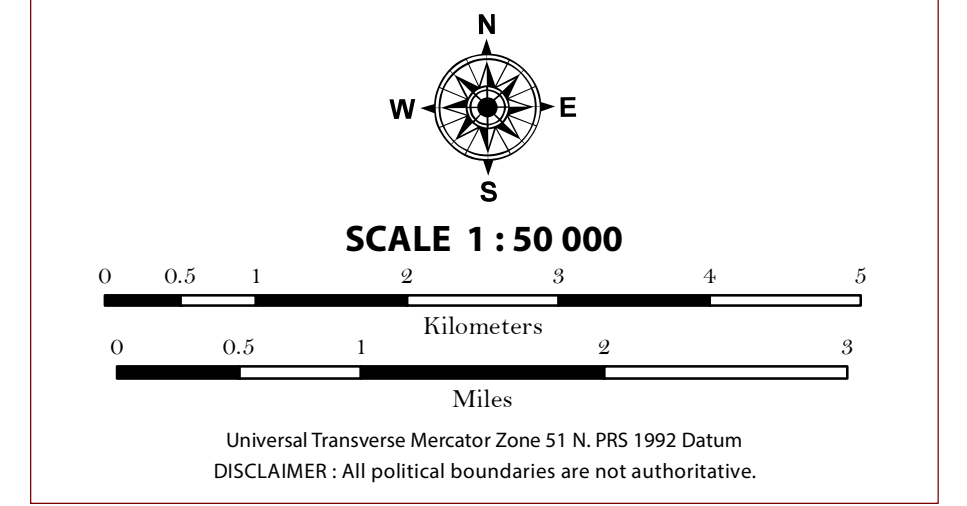 N
W E
S
SCALE 1 : 50 000
0 0.5 1 2 3 4 5
Kilometers
0 0.5 1 2 3
Miles
Universal Transverse Mercator Zone 51 N. PRS 1992 Datum
DISCLAIMER : All political boundaries are not authoritative.